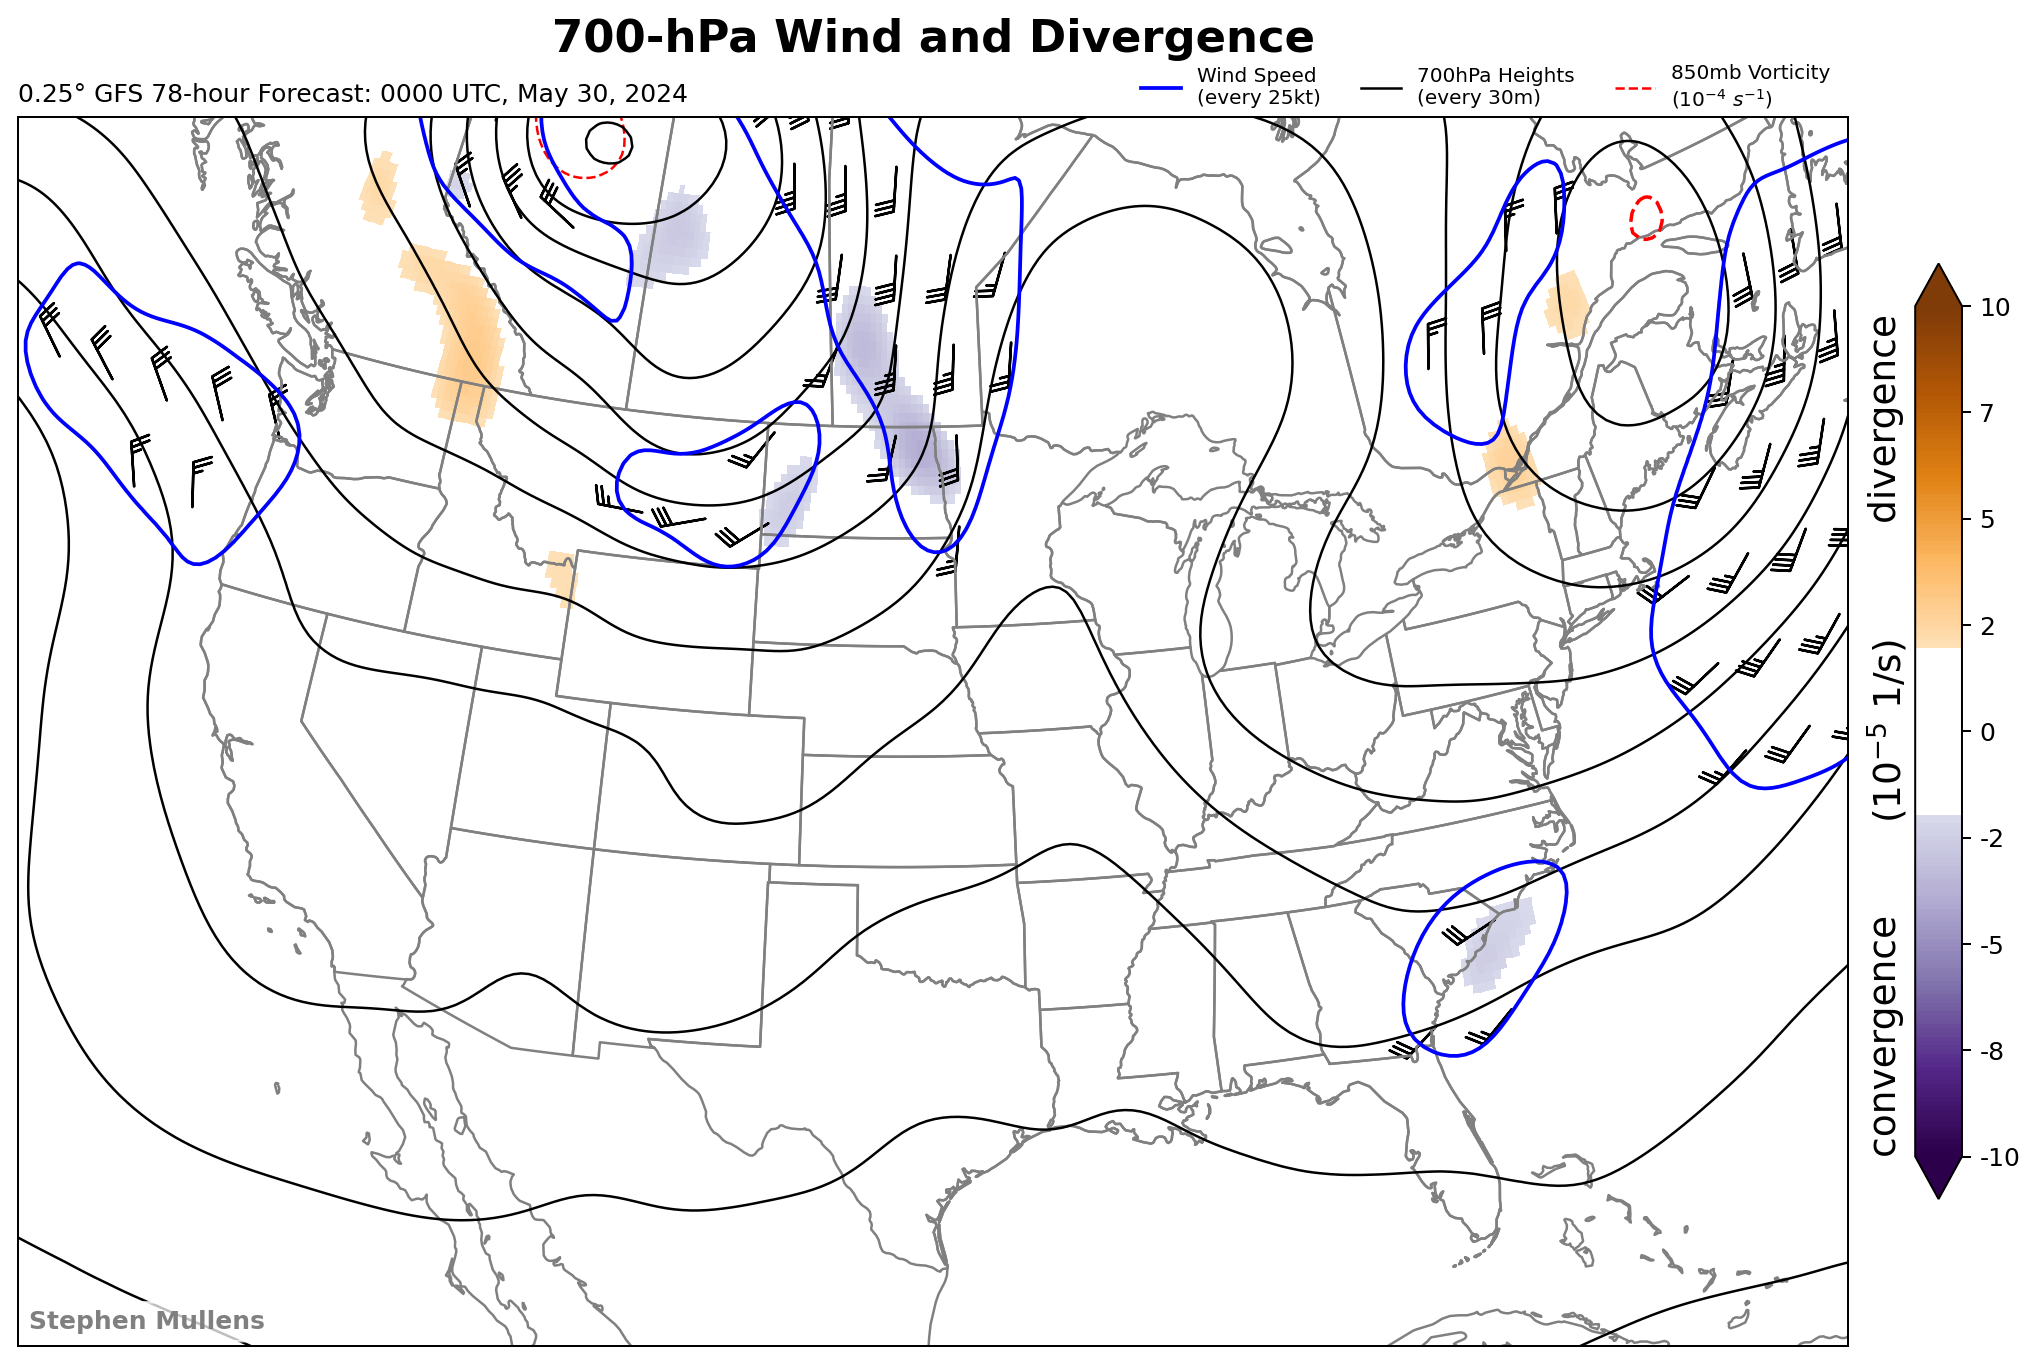 700-hPa Wind and Divergence
0.25° GFS 78-hour Forecast: 0000 UTC, May 30, 2024
Wind Speed
(every 25kt)
700hPa Heights
(every 30m)
850mb Vorticity
(10⁻⁴ s⁻¹)
10
7
5
2
0
-2
-5
-8
-10
convergence (10⁻⁵ 1/s) divergence
Stephen Mullens